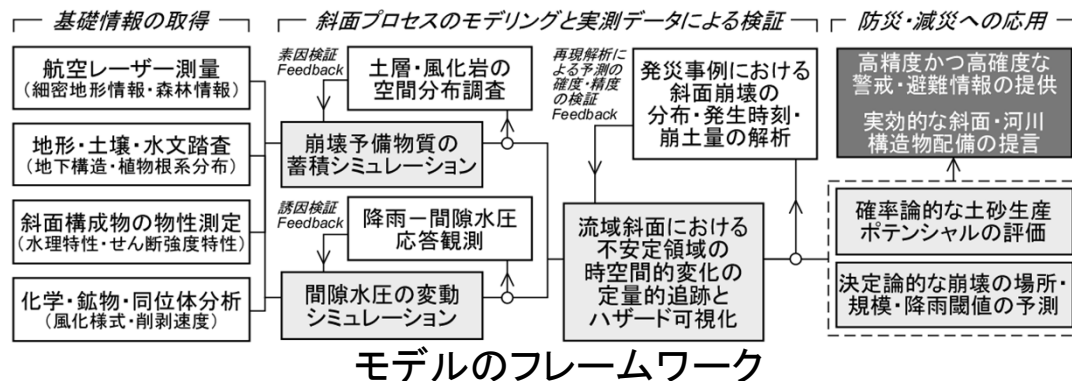 基礎情報の取得
航空レーザー測量
(細密地形情報・森林情報)
地形・土壌・水文踏査
(地下構造・植物根系分布)
斜面構成物の物性測定
(水理特性・せん断強度特性)
化学・鉱物・同位体分析
(風化様式・削剥速度)
斜面プロセスのモデリングと実測データによる検証
素因検証
Feedback
土層・風化岩の
空間分布調査
崩壊予備物質の
蓄積シミュレーション
誘因検証
Feedback
降雨－間隙水圧
応答観測
間隙水圧の変動
シミュレーション
再現解析に
よる予測の
確度・精度
の検証
Feedback
発災事例における
斜面崩壊の
分布・発生時刻・
崩土量の解析
流域斜面における
不安定領域の
時空間的変化の
定量的追跡と
ハザード可視化
防災・減災への応用
高精度かつ高確度な
警戒・避難情報の提供
実効的な斜面・河川
構造物配備の提言
確率論的な土砂生産
ポテンシャルの評価
決定論的な崩壊の場所・
規模・降雨閾値の予測
モデルのフレームワーク